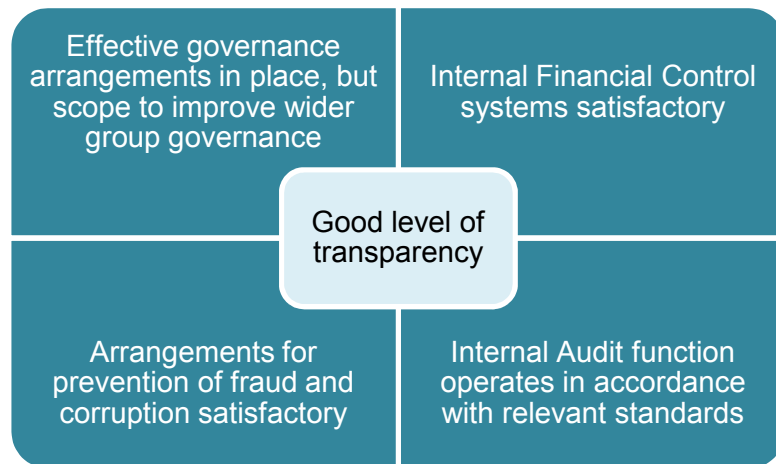 Effective governance
arrangements in place, but
scope to improve wider
group governance
Internal Financial Control
systems satisfactory
Good level of
transparency
Arrangements for
prevention of fraud and
corruption satisfactory
Internal Audit function
operates in accordance
with relevant standards